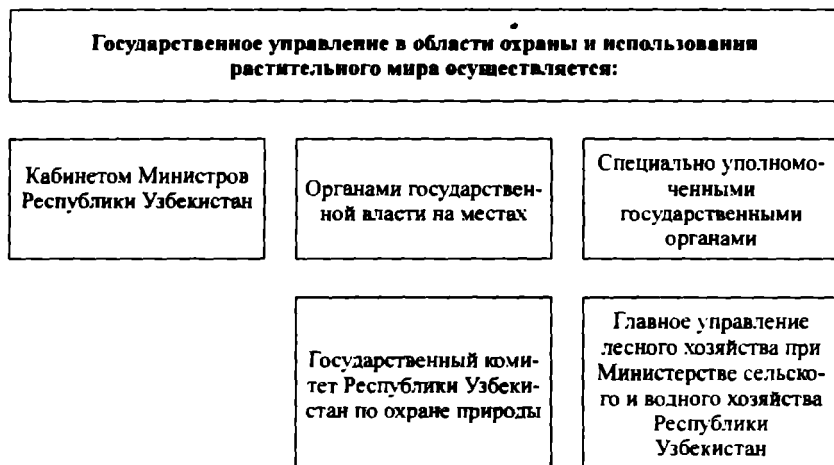 Государственное управление в области охраны и использования
растительного мира осуществляется:
Кабинетом Министров
Республики Узбекистан
Органами государствен-
ной власти на местах
Специально уполномо-
ченными
государственными
органами
Государственный коми-
тет Республики Узбеки-
стан по охране природы
Главное управление
лесного хозяйства при
Министерстве сельско-
го и водного хозяйства
Республики
Узбекистан